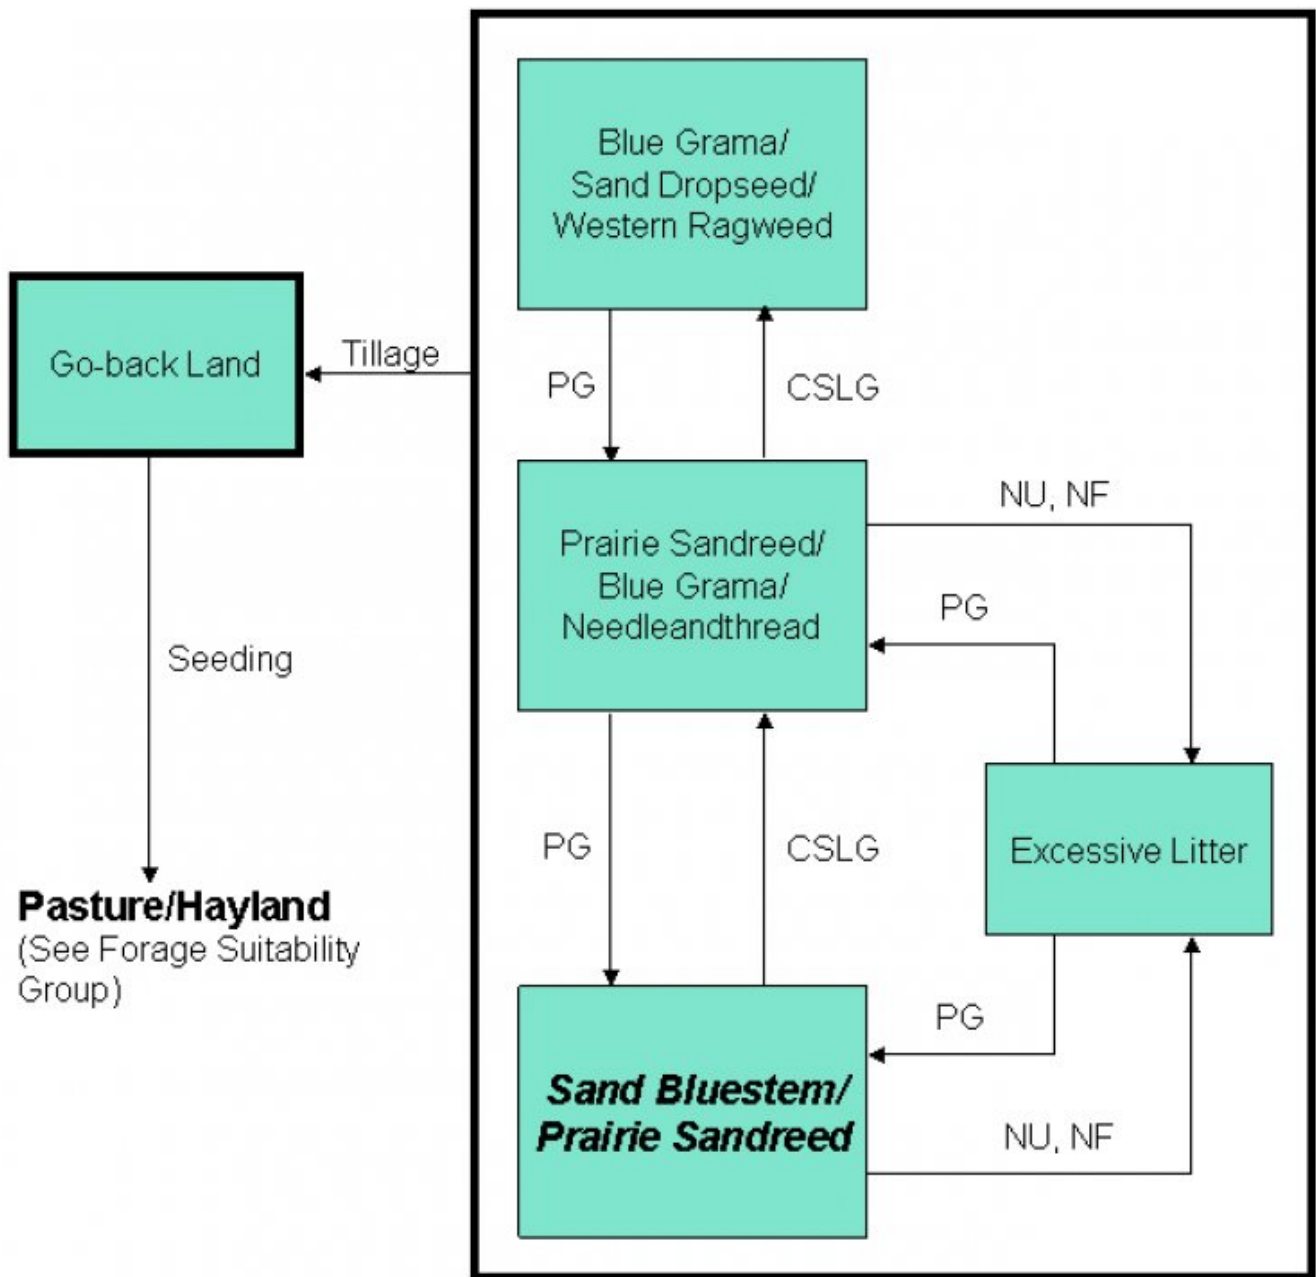 Blue Grama/
Sand Dropseed/
Western Ragweed
Go-back Land
Tillage
PG
CSLG
NU, NF
Prairie Sandreed/
Blue Grama/
Needleandthread
PG
Seeding
PG
CSLG
Excessive Litter
Pasture/Hayland
(See Forage Suitability
Group)
PG
Sand Bluestem/
Prairie Sandreed
NU, NF